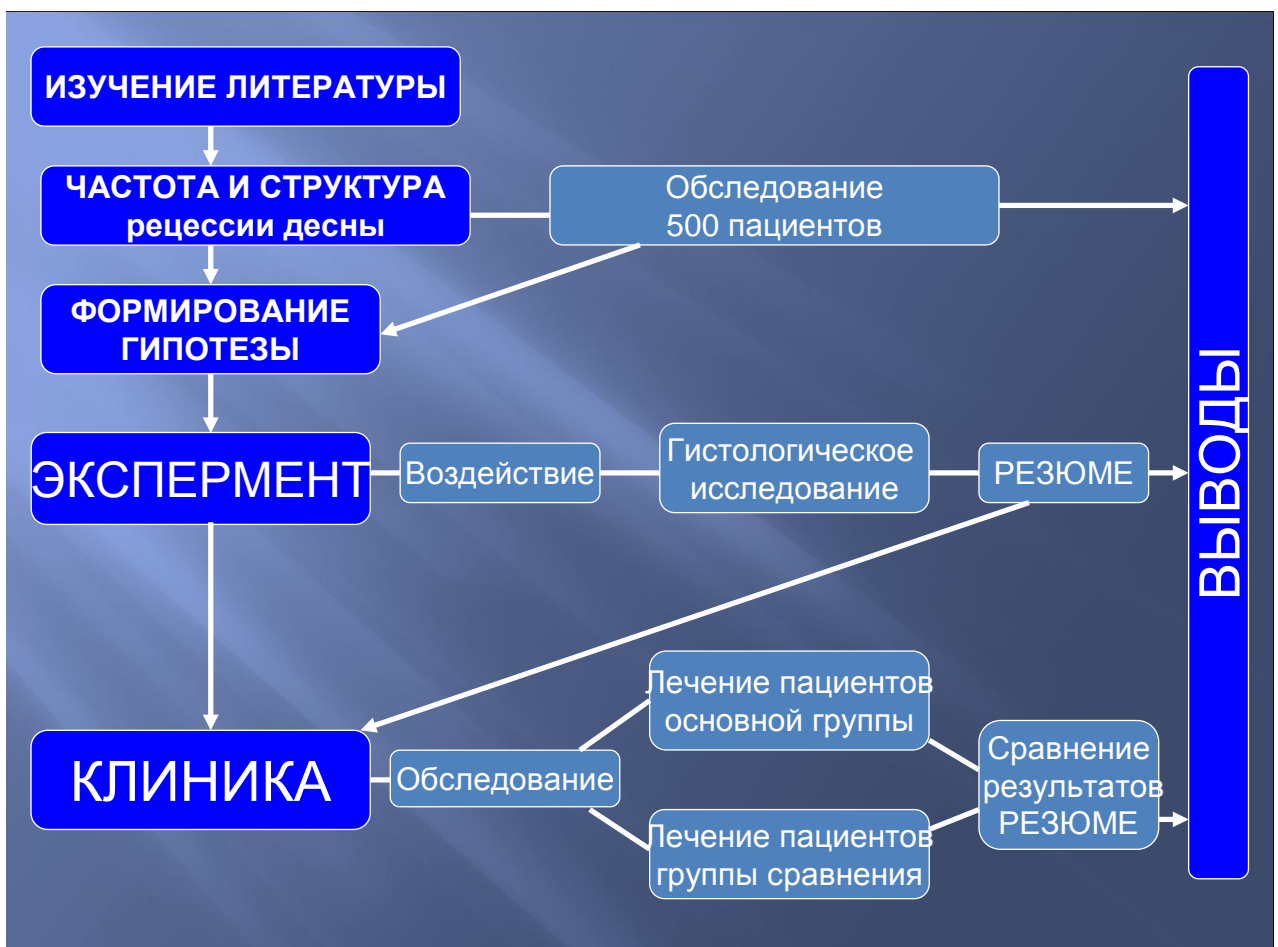 ИЗУЧЕНИЕ ЛИТЕРАТУРЫ
ЧАСТОТА И СТРУКТУРА
рецессии десны
Обследование
500 пациентов
ФОРМИРОВАНИЕ
ГИПОТЕЗЫ
ЭКСПЕРМЕНТ
Воздействие
Гистологическое
исследование
РЕЗЮМЕ
КЛИНИКА
Обследование
Лечение пациентов
основной группы
Лечение пациентов
группы сравнения
Сравнение
результатов
РЕЗЮМЕ
ВЫВОДЫ